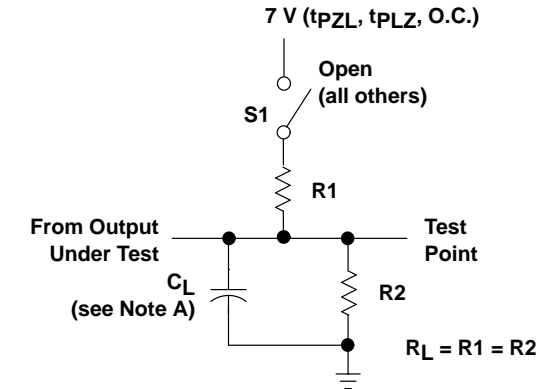 7 V (tPZL, tPLZ, O.C.)
Open
(all others)
S1
R1
From Output
Under Test
Test
Point
CL
(see Note A)
R2
RL = R1 = R2